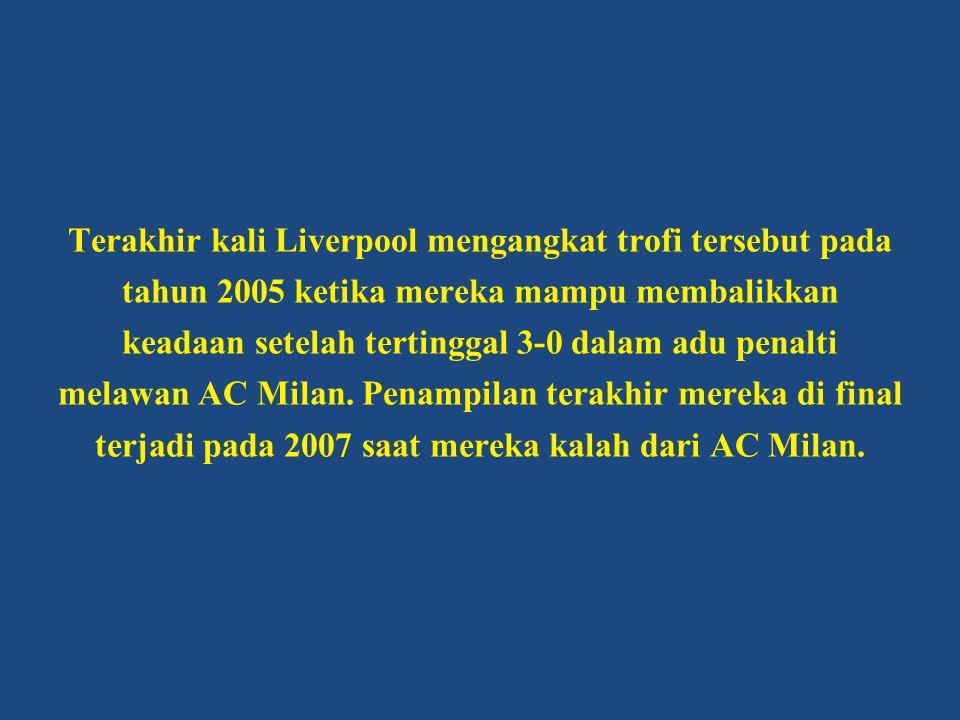 Terakhir kali Liverpool mengangkat trofi tersebut pada
tahun 2005 ketika mereka mampu membalikkan
keadaan setelah tertinggal 3-0 dalam adu penalti
melawan AC Milan. Penampilan terakhir mereka di final
terjadi pada 2007 saat mereka kalah dari AC Milan.